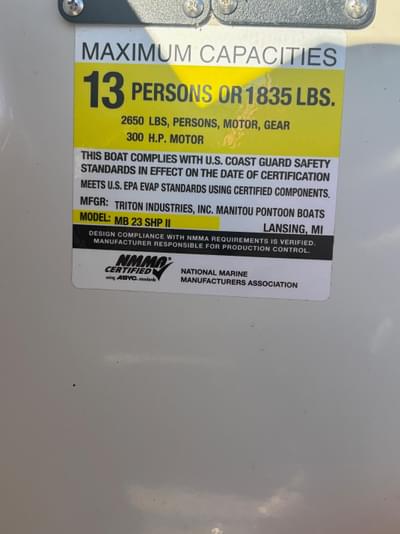 MAXIMUM CAPACITIES
13 PERSONS OR 1835 LBS.
2650 LBS, PERSONS, MOTOR, GEAR
300 H.P. MOTOR
THIS BOAT COMPLIES WITH U.S. COAST GUARD SAFETY
STANDARDS IN EFFECT ON THE DATE OF CERTIFICATION
MEETS U.S. EPA EVAP STANDARDS USING CERTIFIED COMPONENTS.
MFGR: TRITON INDUSTRIES, INC. MANITOU PONTOON BOATS
MODEL: MB 23 SHP II LANSING, MI
DESIGN COMPLIANCE WITH NMMA REQUIREMENTS IS VERIFIED.
MANUFACTURER RESPONSIBLE FOR PRODUCTION CONTROL.
NMMA
CERTIFIED
using ABYC standards
NATIONAL MARINE
MANUFACTURERS ASSOCIATION